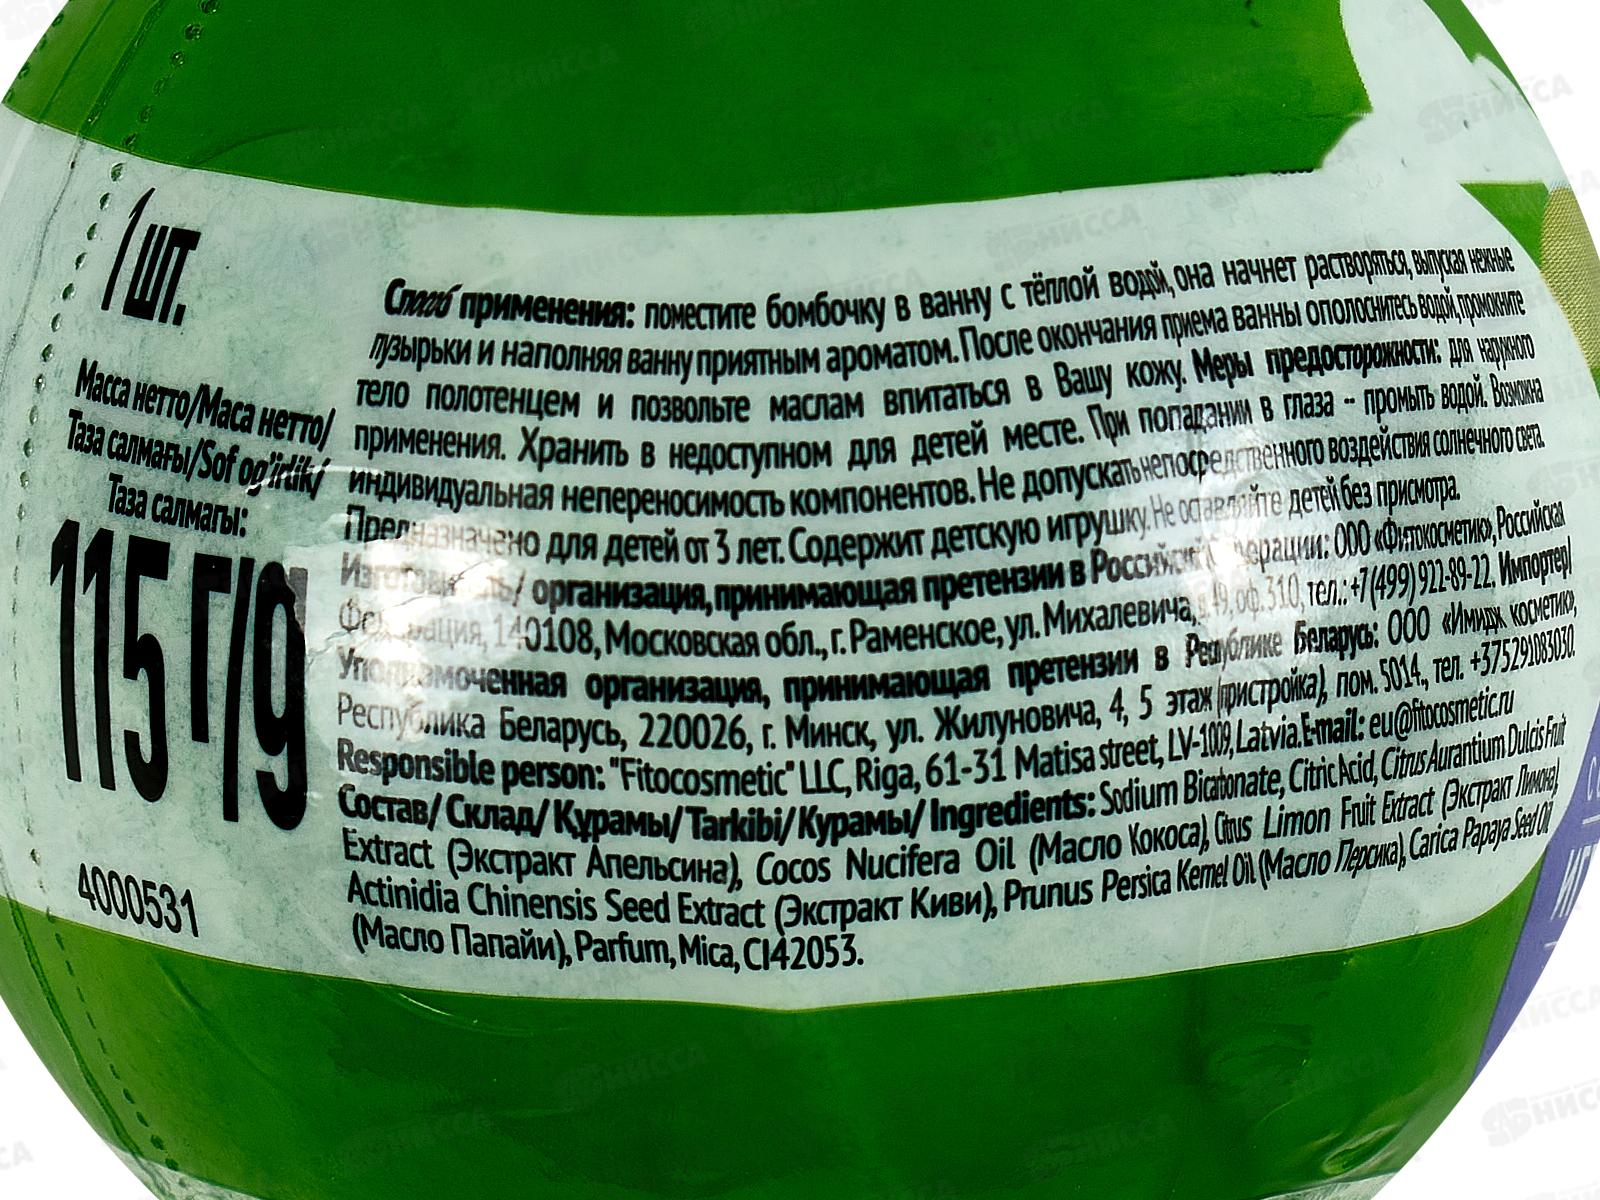 1 шт.
Масса нетто/Маса нетто/
Таза салмағы/Sof og'irlik/
Таза салмагы:
115 г/g
4000531
Способ применения: поместите бомбочку в ванну с тёплой водой, она начнет растворяться, выпуская нежные
пузырьки и наполняя ванну приятным ароматом. После окончания приема ванны ополоснитесь водой, промокните
тело полотенцем и позвольте маслам впитаться в Вашу кожу. Меры предосторожности: для наружного
применения. Хранить в недоступном для детей месте. При попадании в глаза – промыть водой. Возможна
индивидуальная непереносимость компонентов. Не допускать непосредственного воздействия солнечного света.
Предназначено для детей от 3 лет. Содержит детскую игрушку. Не оставляйте детей без присмотра.
организация, принимающая претензии в Российской ООО «Фитокосметик», Российская
140108, Московская обл., г. Раменское, ул. Михалевича, д.49, оф.310, тел.: +7(499) 922-89-22. Импортер/
Уполномоченная организация, принимающая претензии в Республике Беларусь: ООО «Имидж косметик»,
Республика Беларусь, 220026, г. Минск, ул. Жилуновича, 4, 5 этаж (пристройка), пом. 5014., тел. +375291083030.
Responsible person: "Fitocosmetic" LLC, Riga, 61-31 Matisa street, LV-1009, Latvia. E-mail: eu@fitocosmetic.ru
Состав/ Склад/ Құрамы/ Tarkibi/ Курамы/ Ingredients: Sodium Bicarbonate, Citric Acid, Citrus Aurantium Dulcis Fruit
Extract (Экстракт Апельсина), Cocos Nucifera Oil (Масло Кокоса), Citrus Limon Fruit Extract (Экстракт Лимона),
Actinidia Chinensis Seed Extract (Экстракт Киви), Prunus Persica Kernel Oil (Масло Персика), Carica Papaya Seed Oil
(Масло Папайи), Parfum, Mica, CI42053.